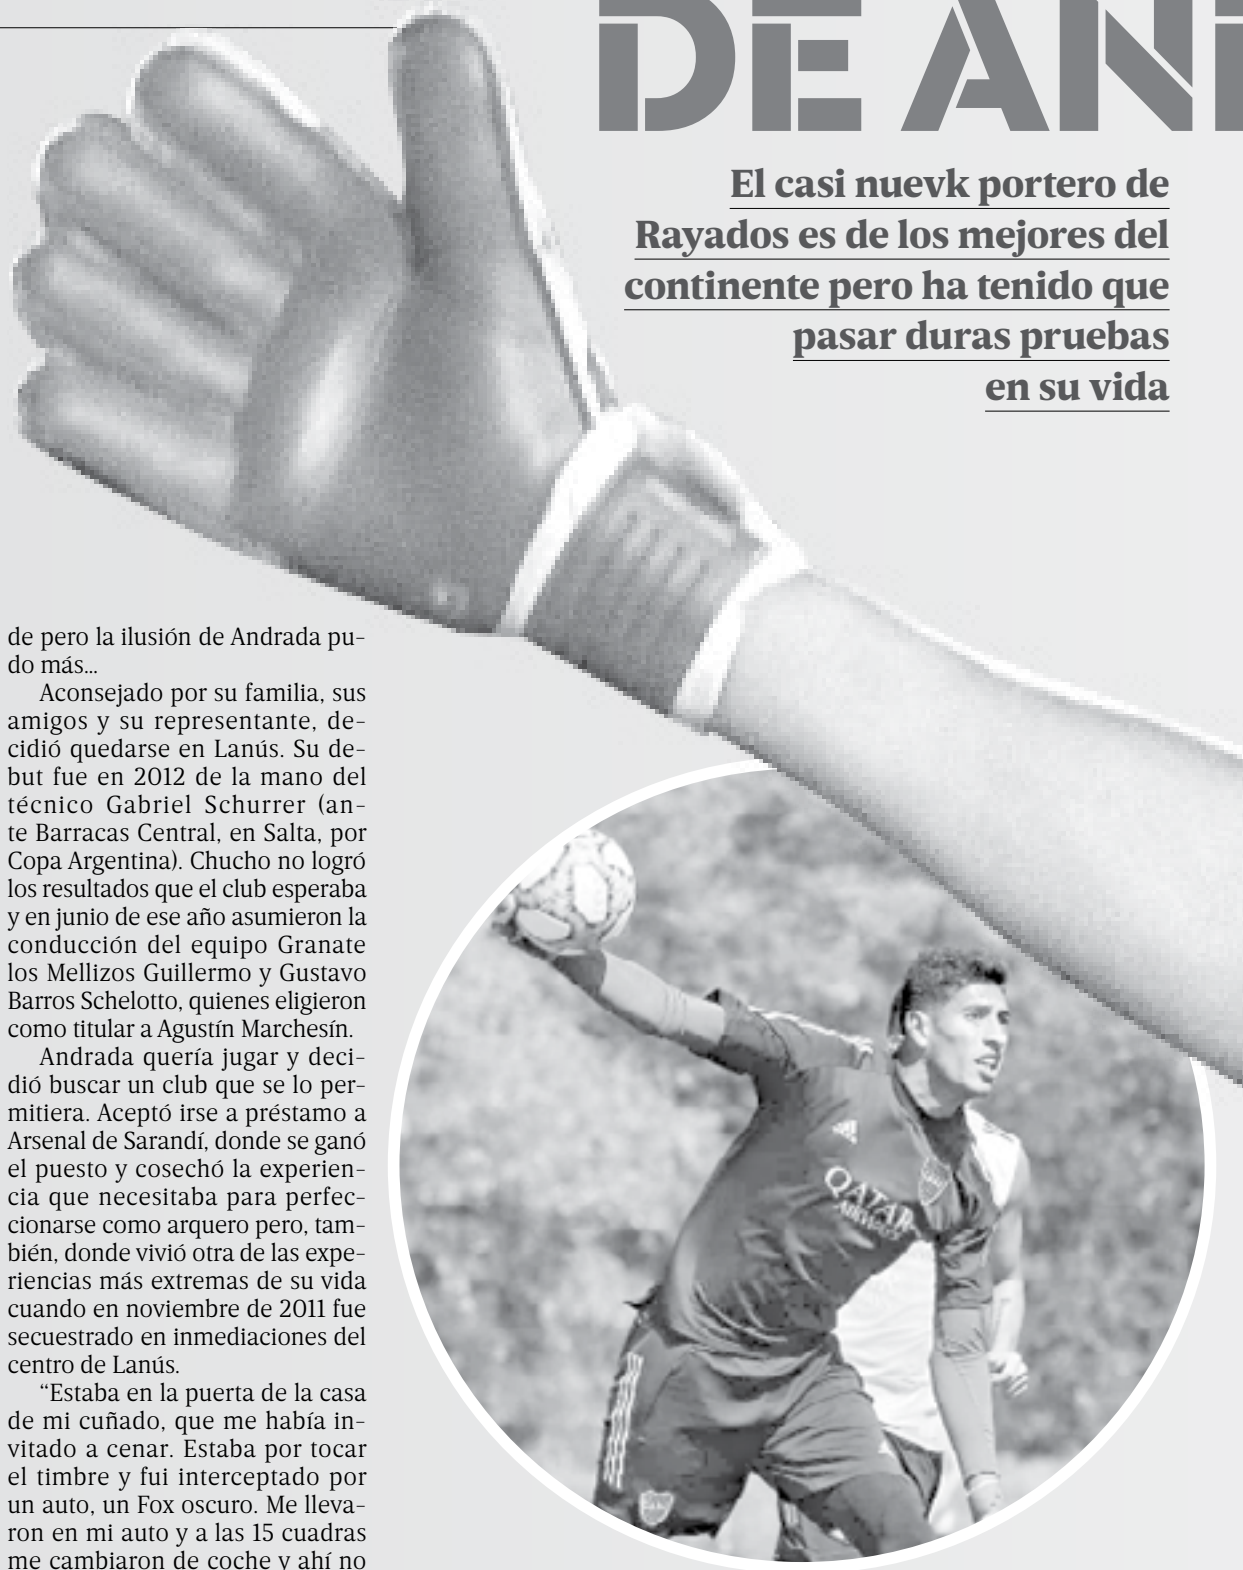 DE AN
El casi nuevk portero de
Rayados es de los mejores del
continente pero ha tenido que
pasar duras pruebas
en su vida
de pero la ilusión de Andrada pu-
do más...
Aconsejado por su familia, sus
amigos y su representante, de-
cidió quedarse en Lanús. Su de-
but fue en 2012 de la mano del
técnico Gabriel Schurrer (an-
te Barracas Central, en Salta, por
Copa Argentina). Chucho no logró
los resultados que el club esperaba
y en junio de ese año asumieron la
conducción del equipo Granate
los Mellizos Guillermo y Gustavo
Barros Schelotto, quienes eligieron
como titular a Agustín Marchesín.
Andrada quería jugar y deci-
dió buscar un club que se lo per-
mitiera. Aceptó irse a préstamo a
Arsenal de Sarandí, donde se ganó
el puesto y cosechó la experien-
cia que necesitaba para perfec-
cionarse como arquero pero, tam-
bién, donde vivió otra de las expe-
riencias más extremas de su vida
cuando en noviembre de 2011 fue
secuestrado en inmediaciones del
centro de Lanús.
“Estaba en la puerta de la casa
de mi cuñado, que me había in-
vitado a cenar. Estaba por tocar
el timbre y fui interceptado por
un auto, un Fox oscuro. Me lleva-
ron en mi auto y a las 15 cuadras
me cambiaron de coche y ahí no
QATAR
AIRWAYS